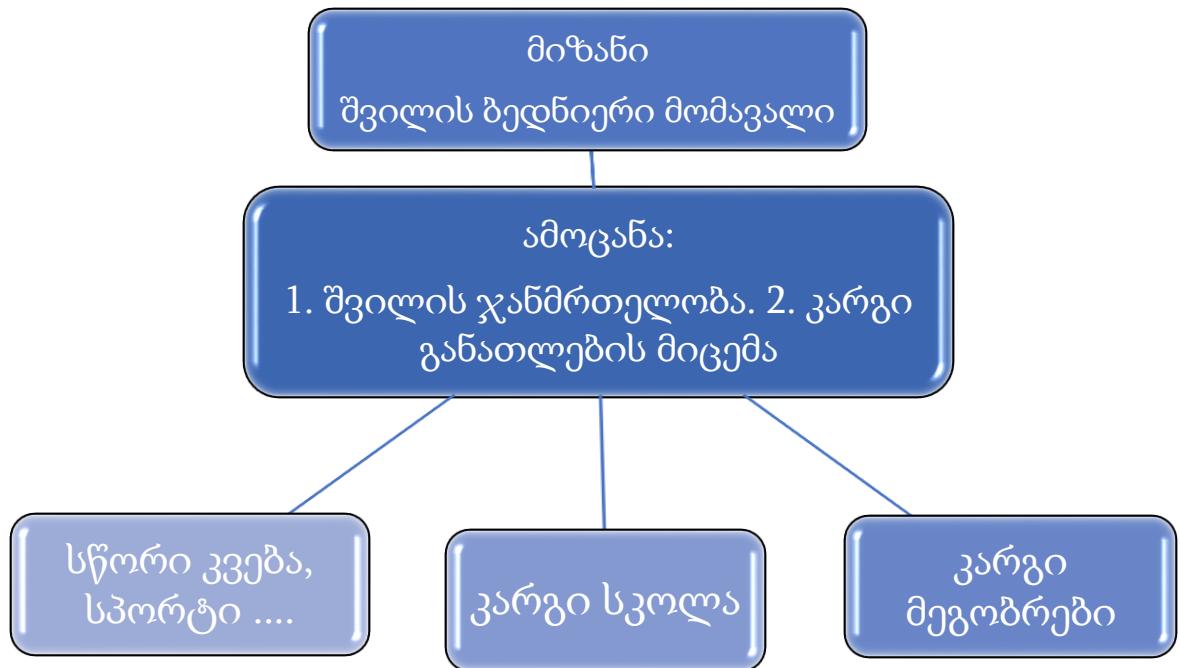 მიზანი
შვილის ბედნიერი მომავალი
ამოცანა:
1. შვილის ჯანმრთელობა. 2. კარგი
განათლების მიცემა
სწორი კვება,
სპორტი ....
კარგი სკოლა
კარგი
მეგობრები